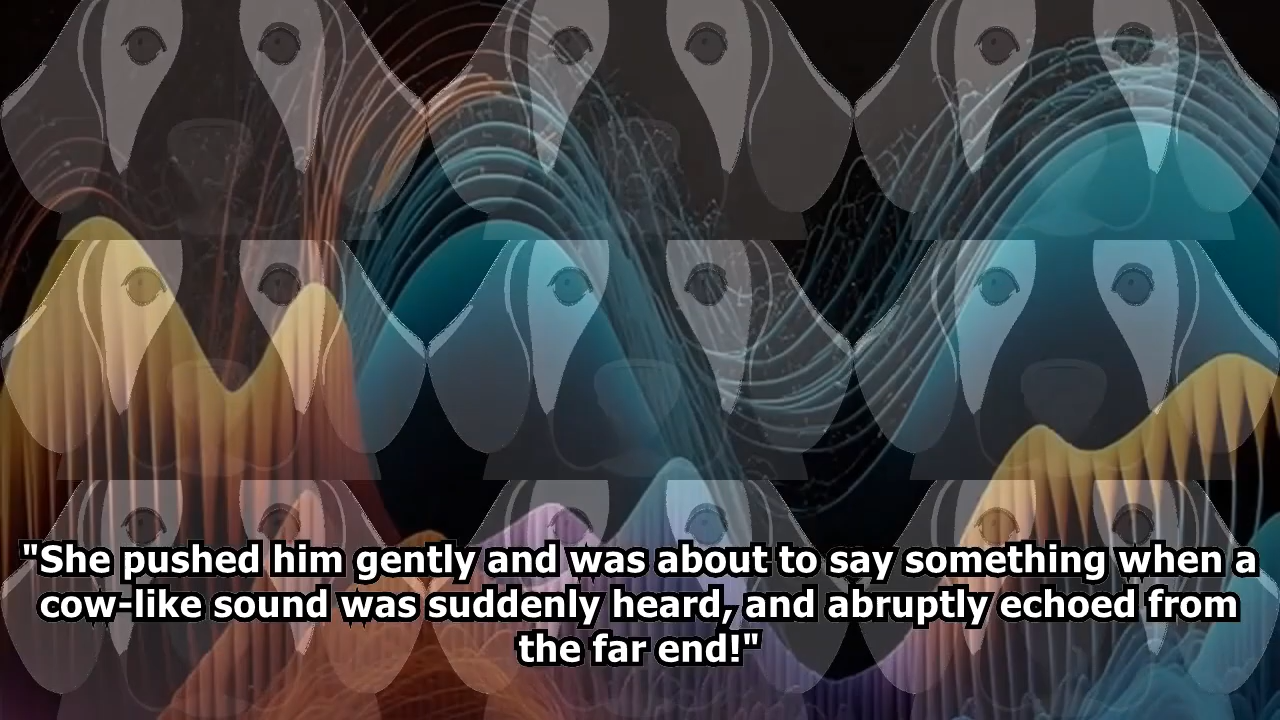 "She pushed him gently and was about to say something when a
cow-like sound was suddenly heard, and abruptly echoed from
the far end!"